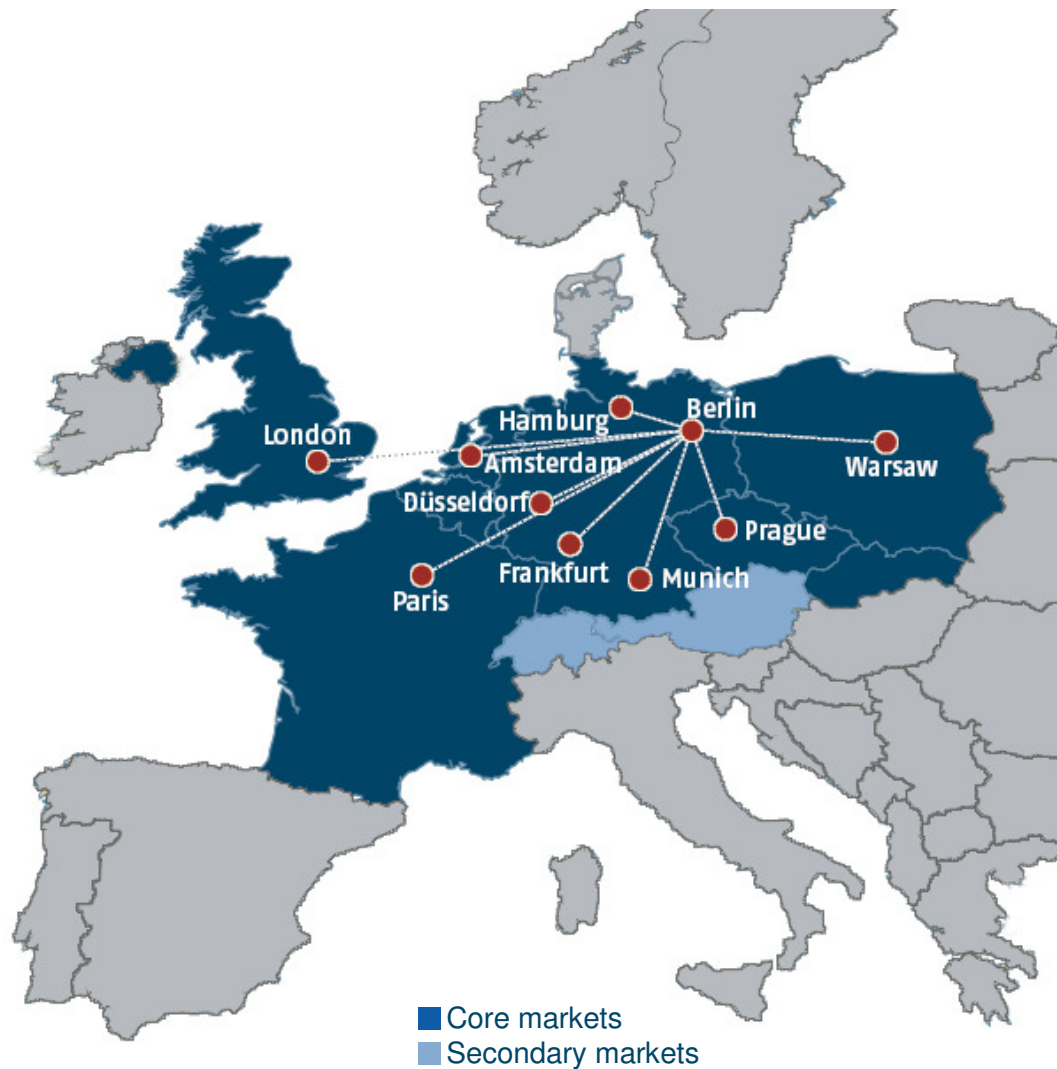 Hamburg
Berlin
London
Amsterdam
Warsaw
Düsseldorf
Prague
Frankfurt
Munich
Paris
Core markets
Secondary markets